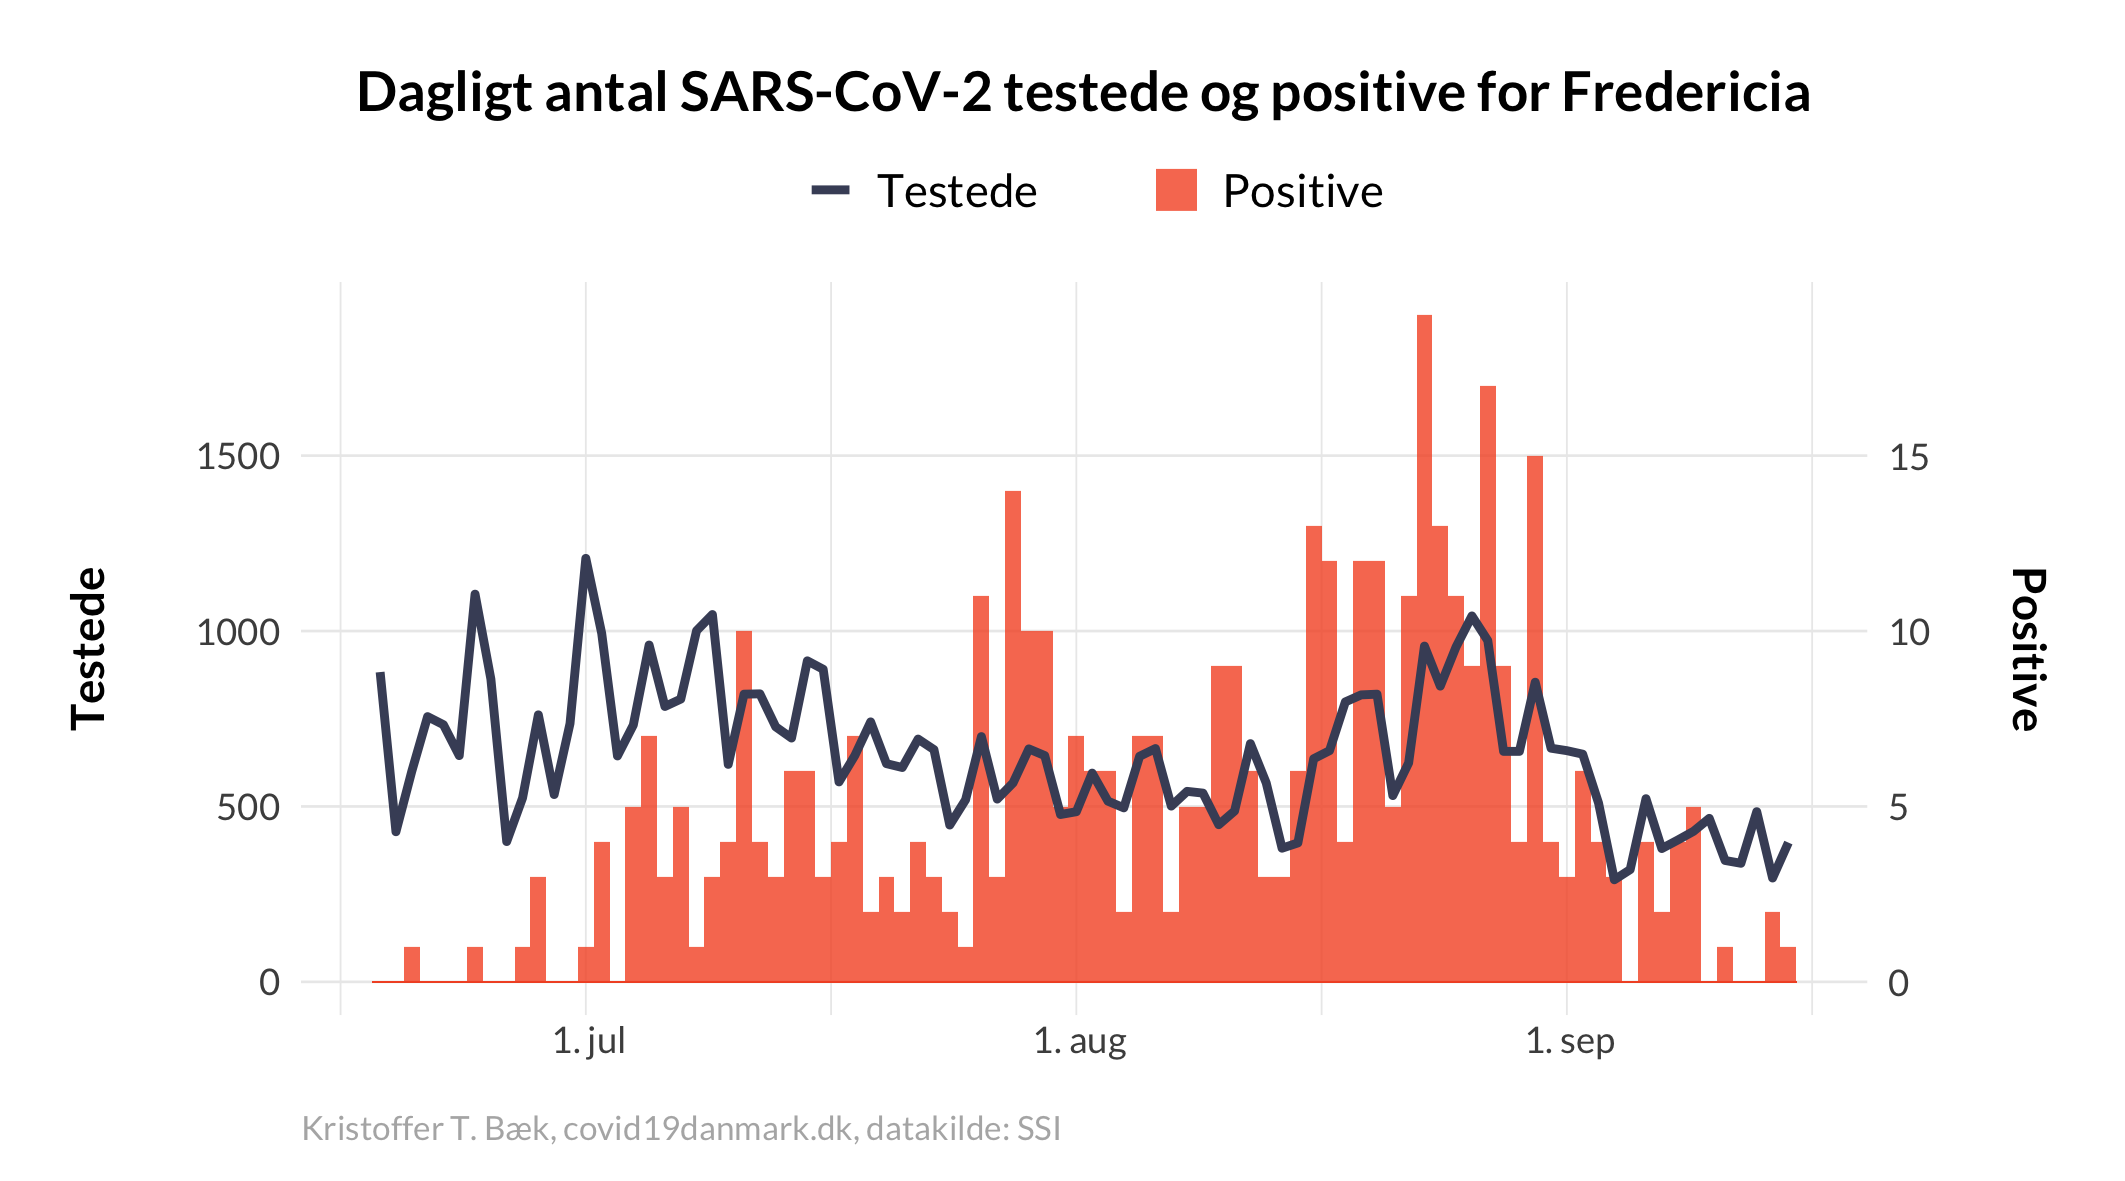 Dagligt antal SARS-CoV-2 testede og positive for Fredericia
Testede
Positive
Testede
Positive
1500
1000
500
0
15
10
5
0
1. jul
1. aug
1. sep
Kristoffer T. Bæk, covid19danmark.dk, datakilde: SSI